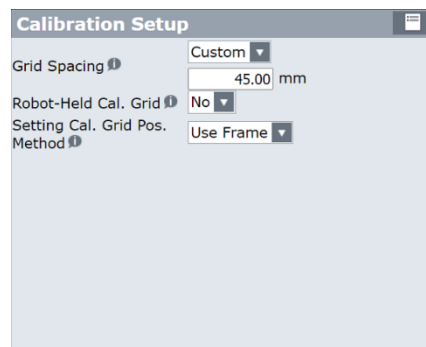 Calibration Setup
Grid Spacing
Custom
45.00 mm
Robot-Held Cal. Grid
No
Setting Cal. Grid Pos.
Method
Use Frame